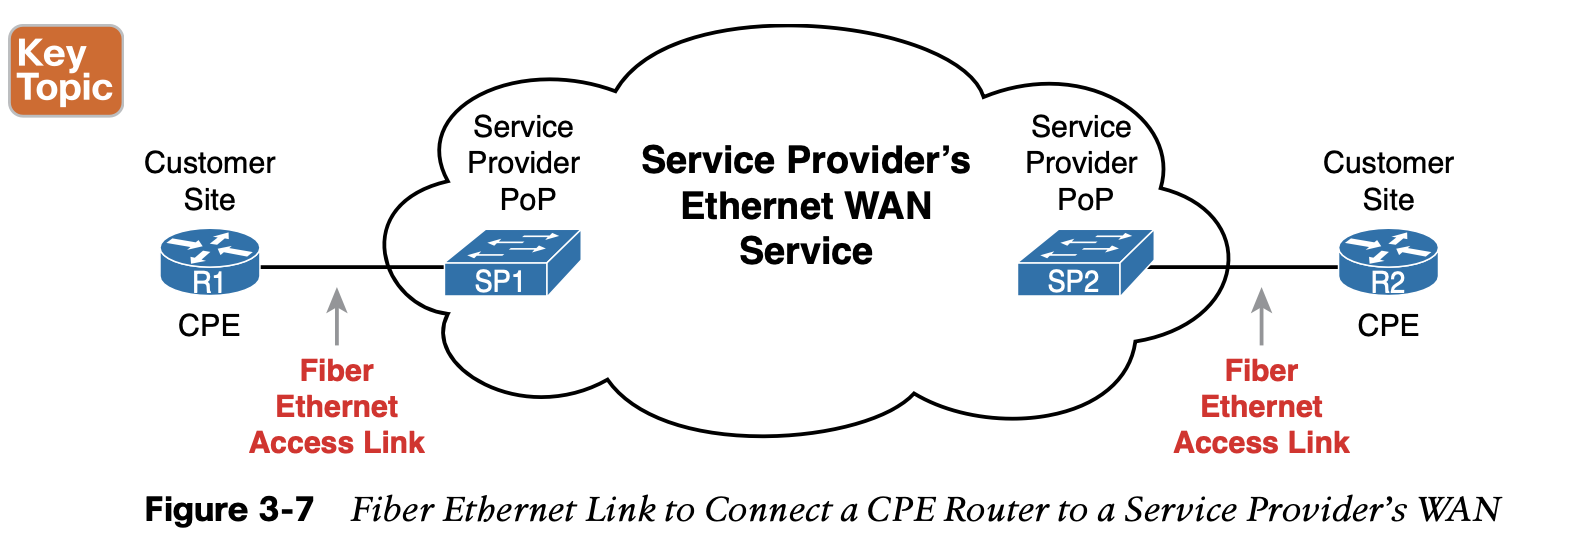 Key
Topic
Customer
Site
R1
CPE
Fiber
Ethernet
Access Link
Service
Provider
PoP
SP1
Service Provider’s
Ethernet WAN
Service
Service
Provider
PoP
SP2
Customer
Site
R2
CPE
Fiber
Ethernet
Access Link
Figure 3-7 Fiber Ethernet Link to Connect a CPE Router to a Service Provider’s WAN